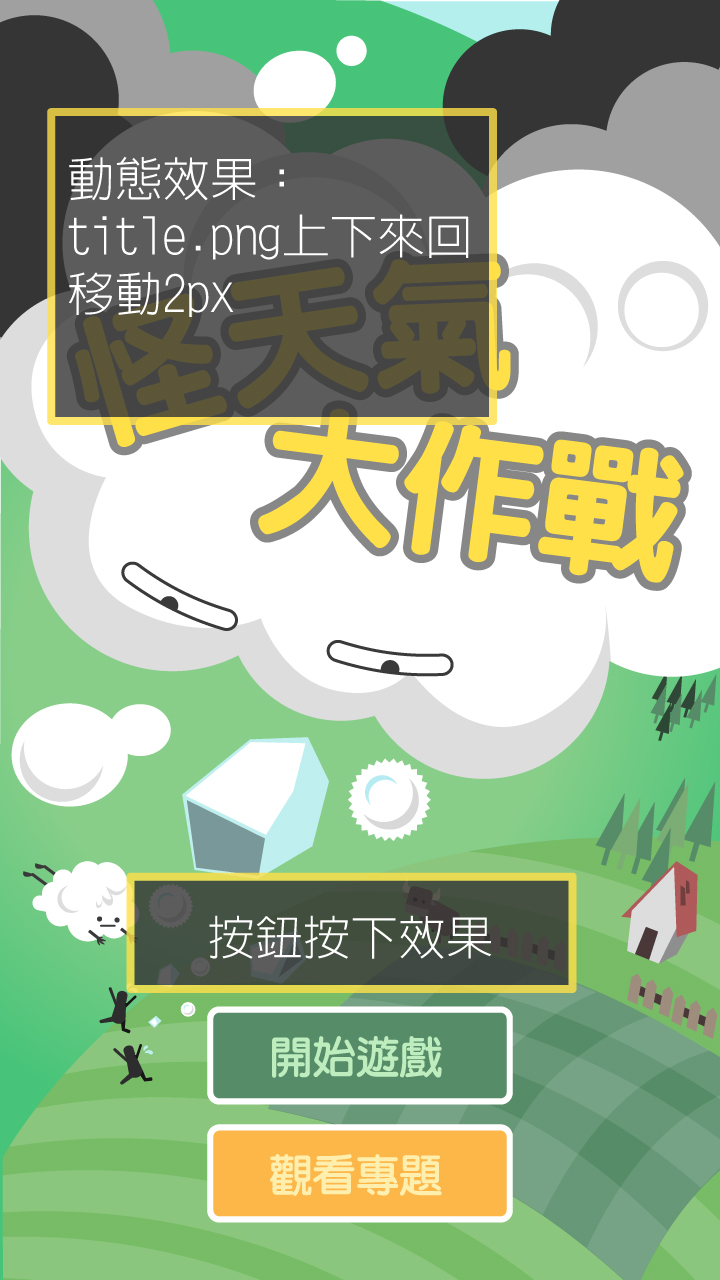 動態效果：
title.png上下來回
移動2px
怪天氣
大作戰
按鈕按下效果
開始遊戲
觀看專題